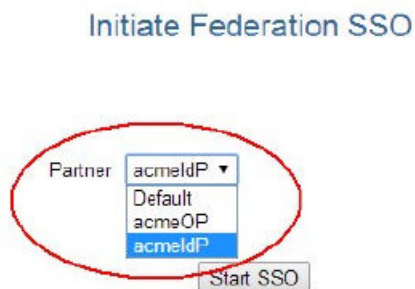 Initiate Federation SSO
Partner acmeIdP
Default
acmeOP
acmeIdP
Start SSO